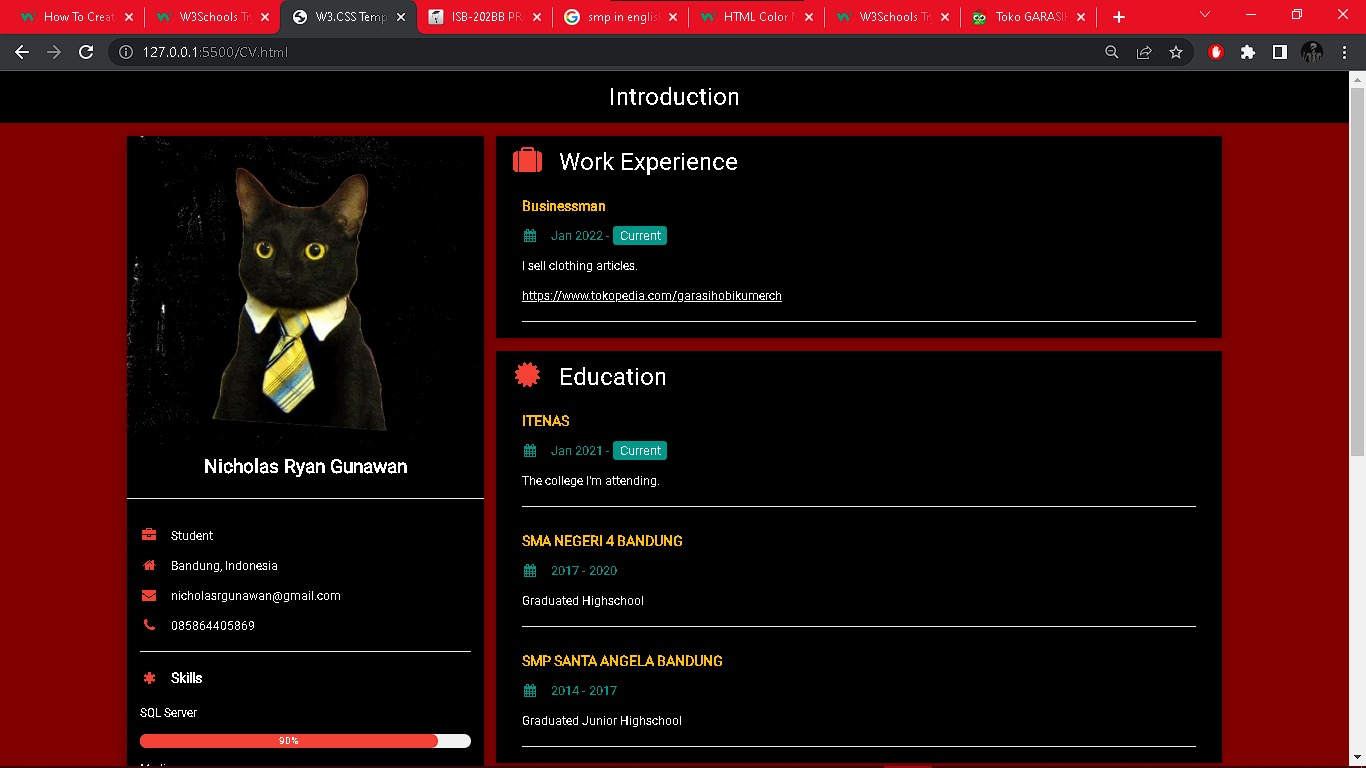 How To Creat
W3Schools Tr
W3.CSS Temp
ISB-202BB PR
smp in englis
HTML Color N
W3Schools Tr
Toko GARASI
127.0.0.1:5500/CV.html
Introduction
Nicholas Ryan Gunawan
Student
Bandung, Indonesia
nicholasrgunawan@gmail.com
085864405869
Skills
SQL Server
90%
Work Experience
Businessman
Jan 2022 - Current
I sell clothing articles.
https://www.tokopedia.com/garasihobikumerch
Education
ITENAS
Jan 2021 - Current
The college I'm attending.
SMA NEGERI 4 BANDUNG
2017 - 2020
Graduated Highschool
SMP SANTA ANGELA BANDUNG
2014 - 2017
Graduated Junior Highschool